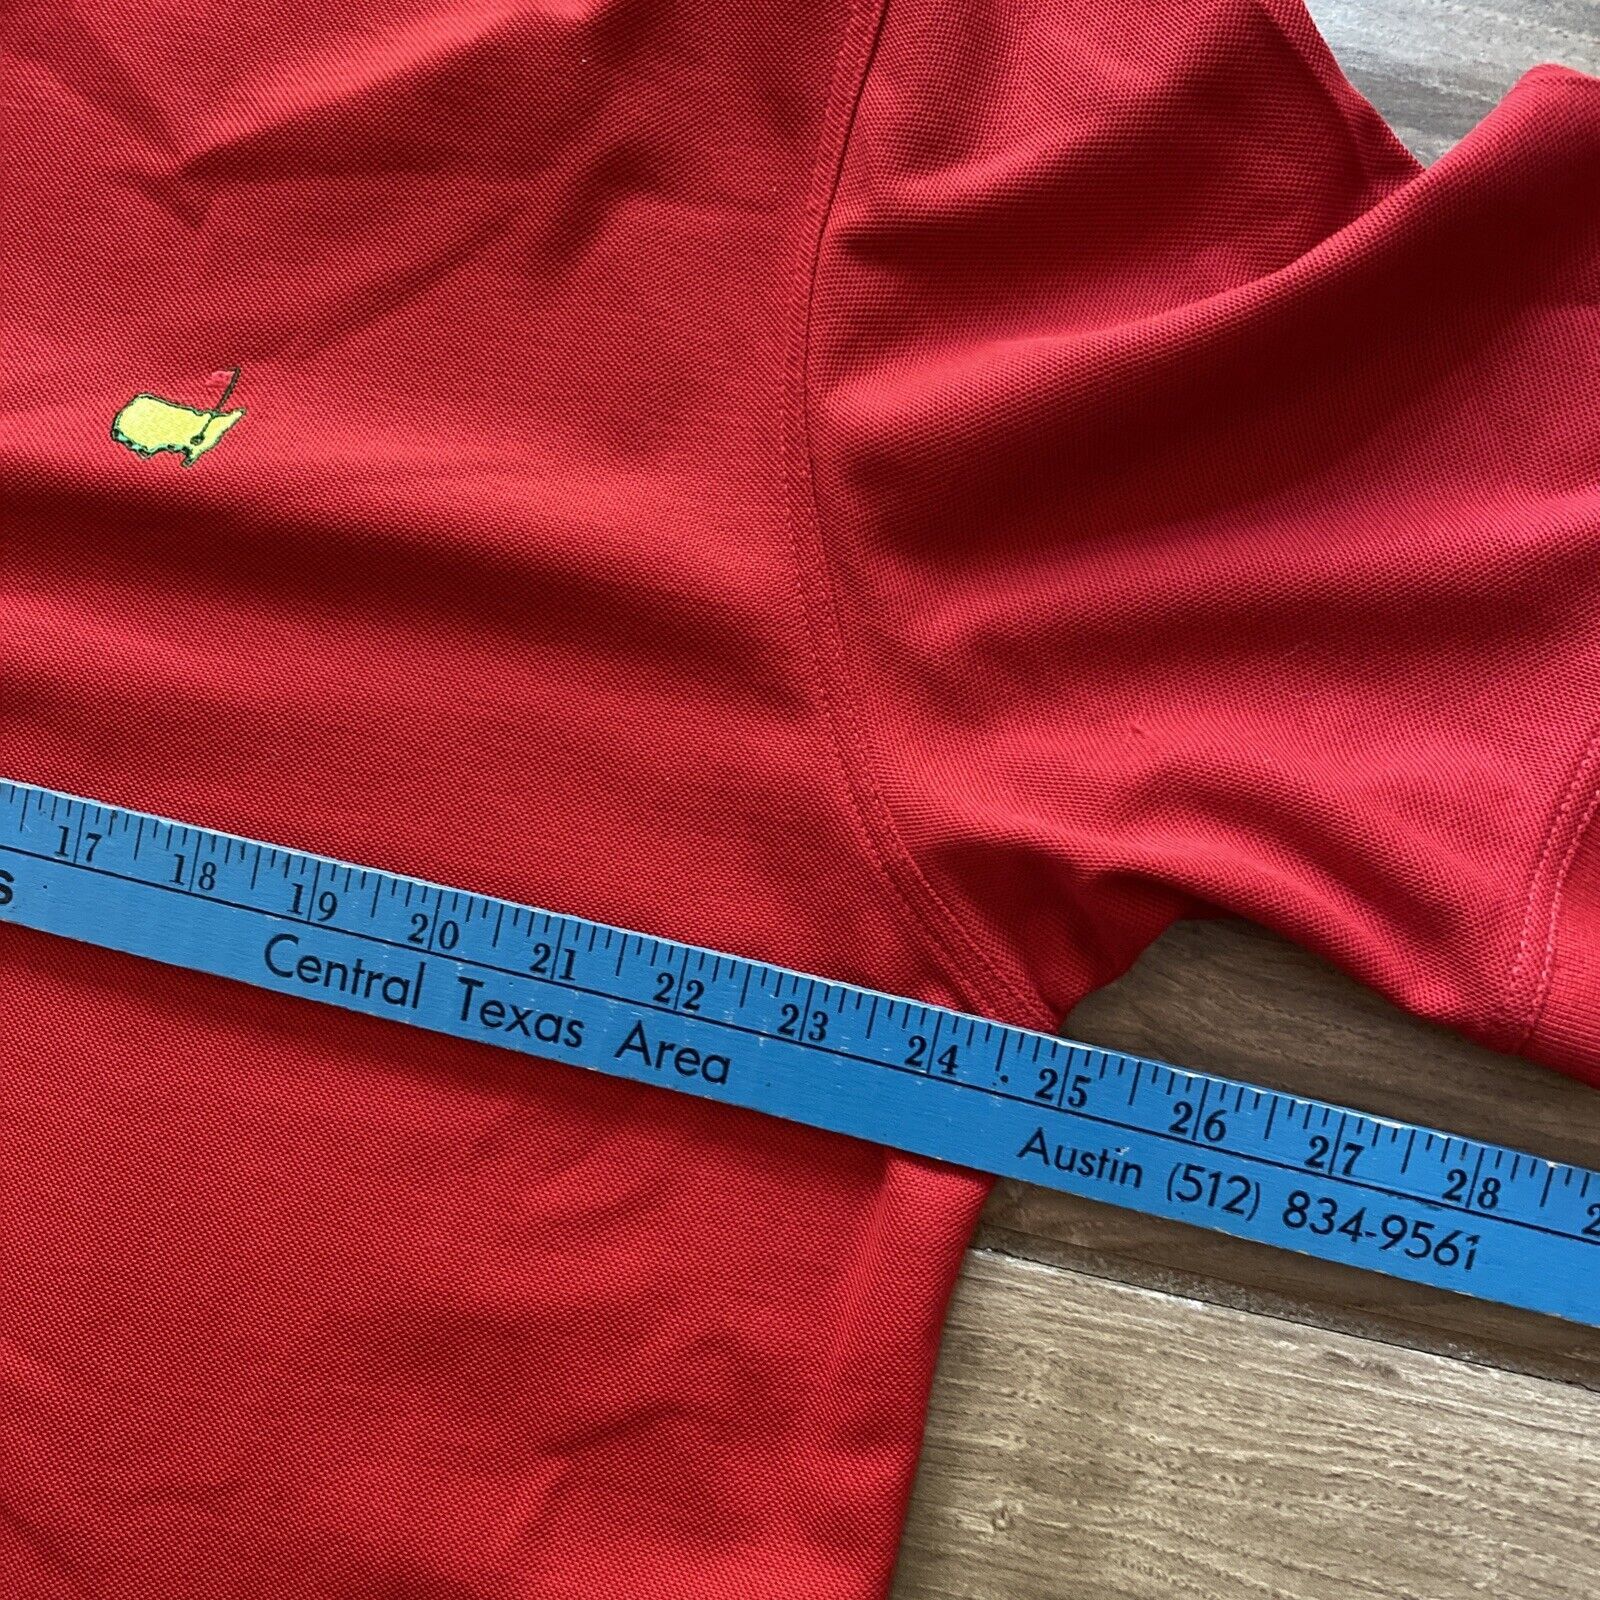 17 18 19 20 21 22 23 24 25 26 27 28 2
s Central Texas Area Austin (512) 834-9561